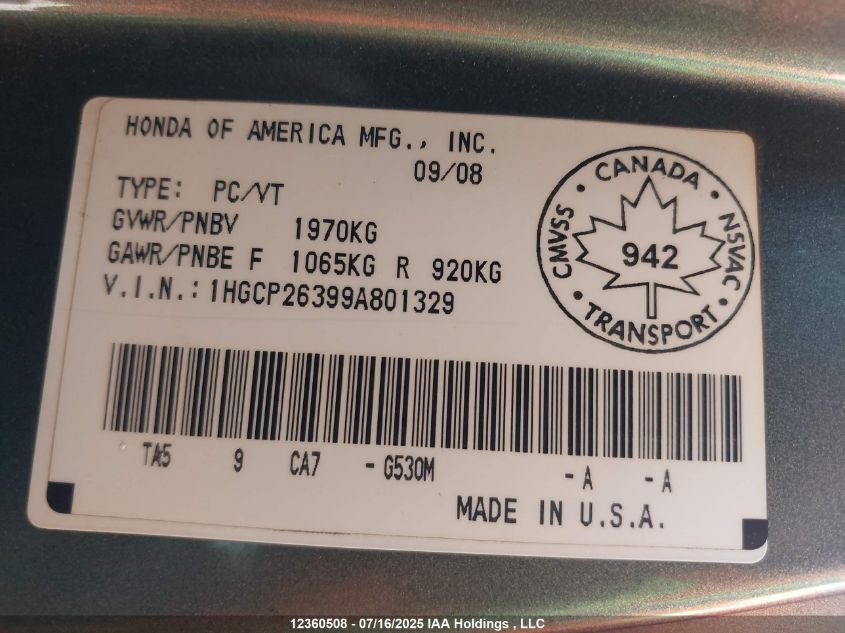 HONDA OF AMERICA MFG., INC.
09/08
TYPE: PC/VT
GVWR/PNBV 1970KG
GAWR/PNBE F 1065KG R 920KG
V.I.N.: 1HGCP26399A801329
CANADA
CMVSS
942
NSVAC
TRANSPORT
TA5 9 CA7 - G530M - A - A
MADE IN U.S.A.
12360508 - 07/16/2025 IAA Holdings , LLC